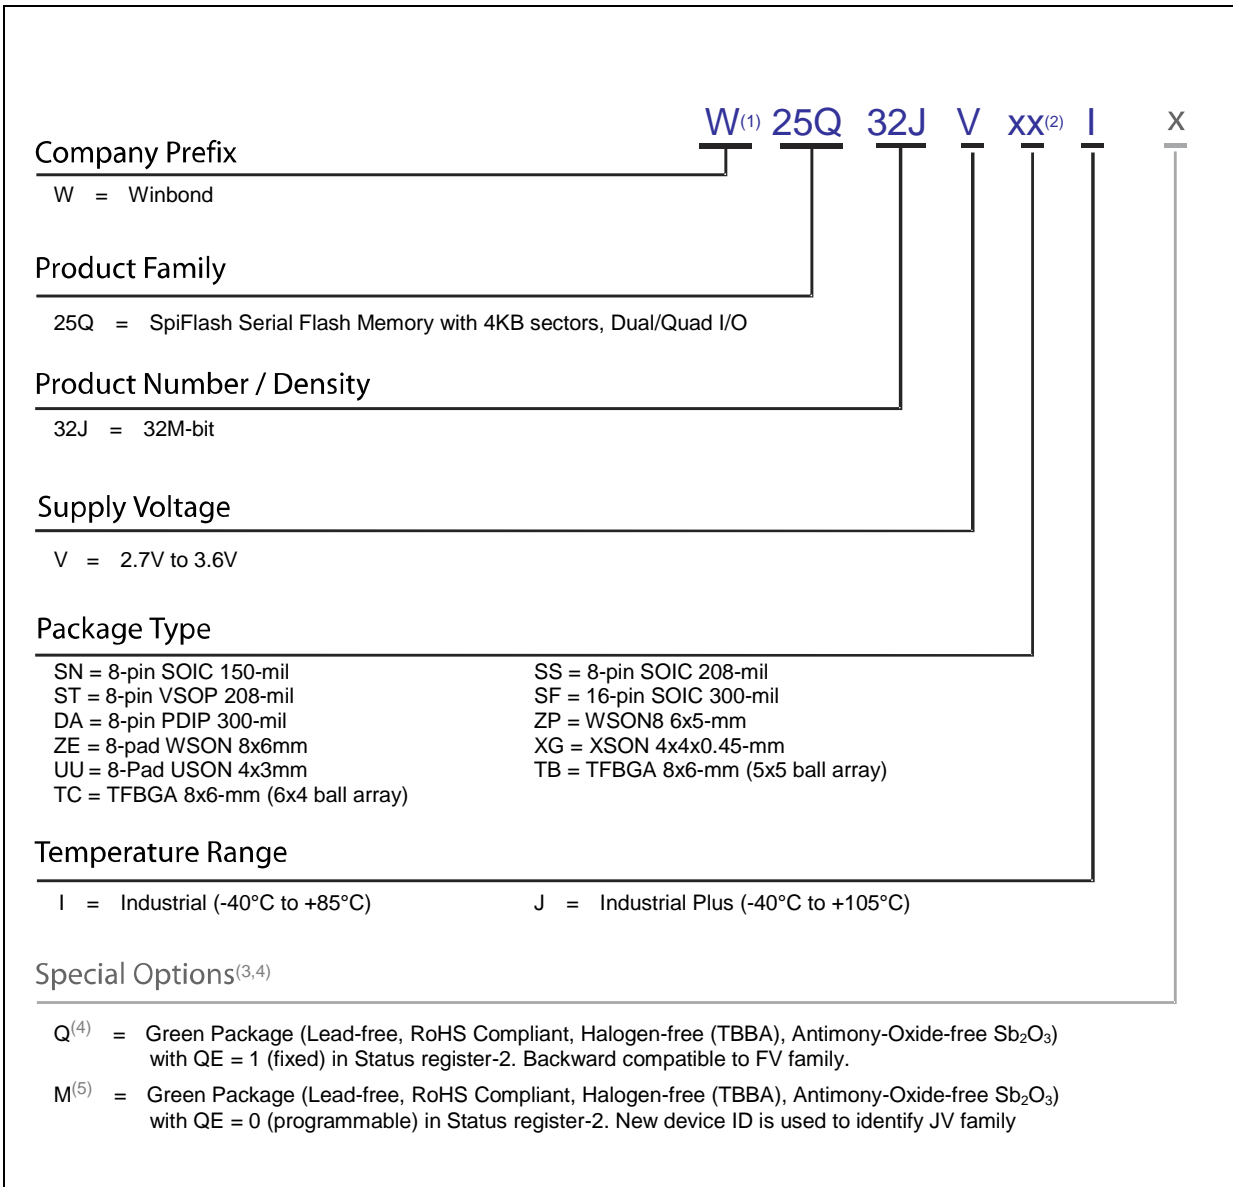 W(1) 25Q 32J V xx(2) I x
Company Prefix
W = Winbond
Product Family
25Q = SpiFlash Serial Flash Memory with 4KB sectors, Dual/Quad I/O
Product Number / Density
32J = 32M-bit
Supply Voltage
V = 2.7V to 3.6V
Package Type
SN = 8-pin SOIC 150-mil SS = 8-pin SOIC 208-mil
ST = 8-pin VSOP 208-mil SF = 16-pin SOIC 300-mil
DA = 8-pin PDIP 300-mil ZP = WSON8 6x5-mm
ZE = 8-pad WSON 8x6mm XG = XSON 4x4x0.45-mm
UU = 8-Pad USON 4x3mm TB = TFBGA 8x6-mm (5x5 ball array)
TC = TFBGA 8x6-mm (6x4 ball array)
Temperature Range
I = Industrial (-40°C to +85°C) J = Industrial Plus (-40°C to +105°C)
Special Options(3,4)
Q(4) = Green Package (Lead-free, RoHS Compliant, Halogen-free (TBBA), Antimony-Oxide-free Sb₂O₃)
with QE = 1 (fixed) in Status register-2. Backward compatible to FV family.
M(5) = Green Package (Lead-free, RoHS Compliant, Halogen-free (TBBA), Antimony-Oxide-free Sb₂O₃)
with QE = 0 (programmable) in Status register-2. New device ID is used to identify JV family